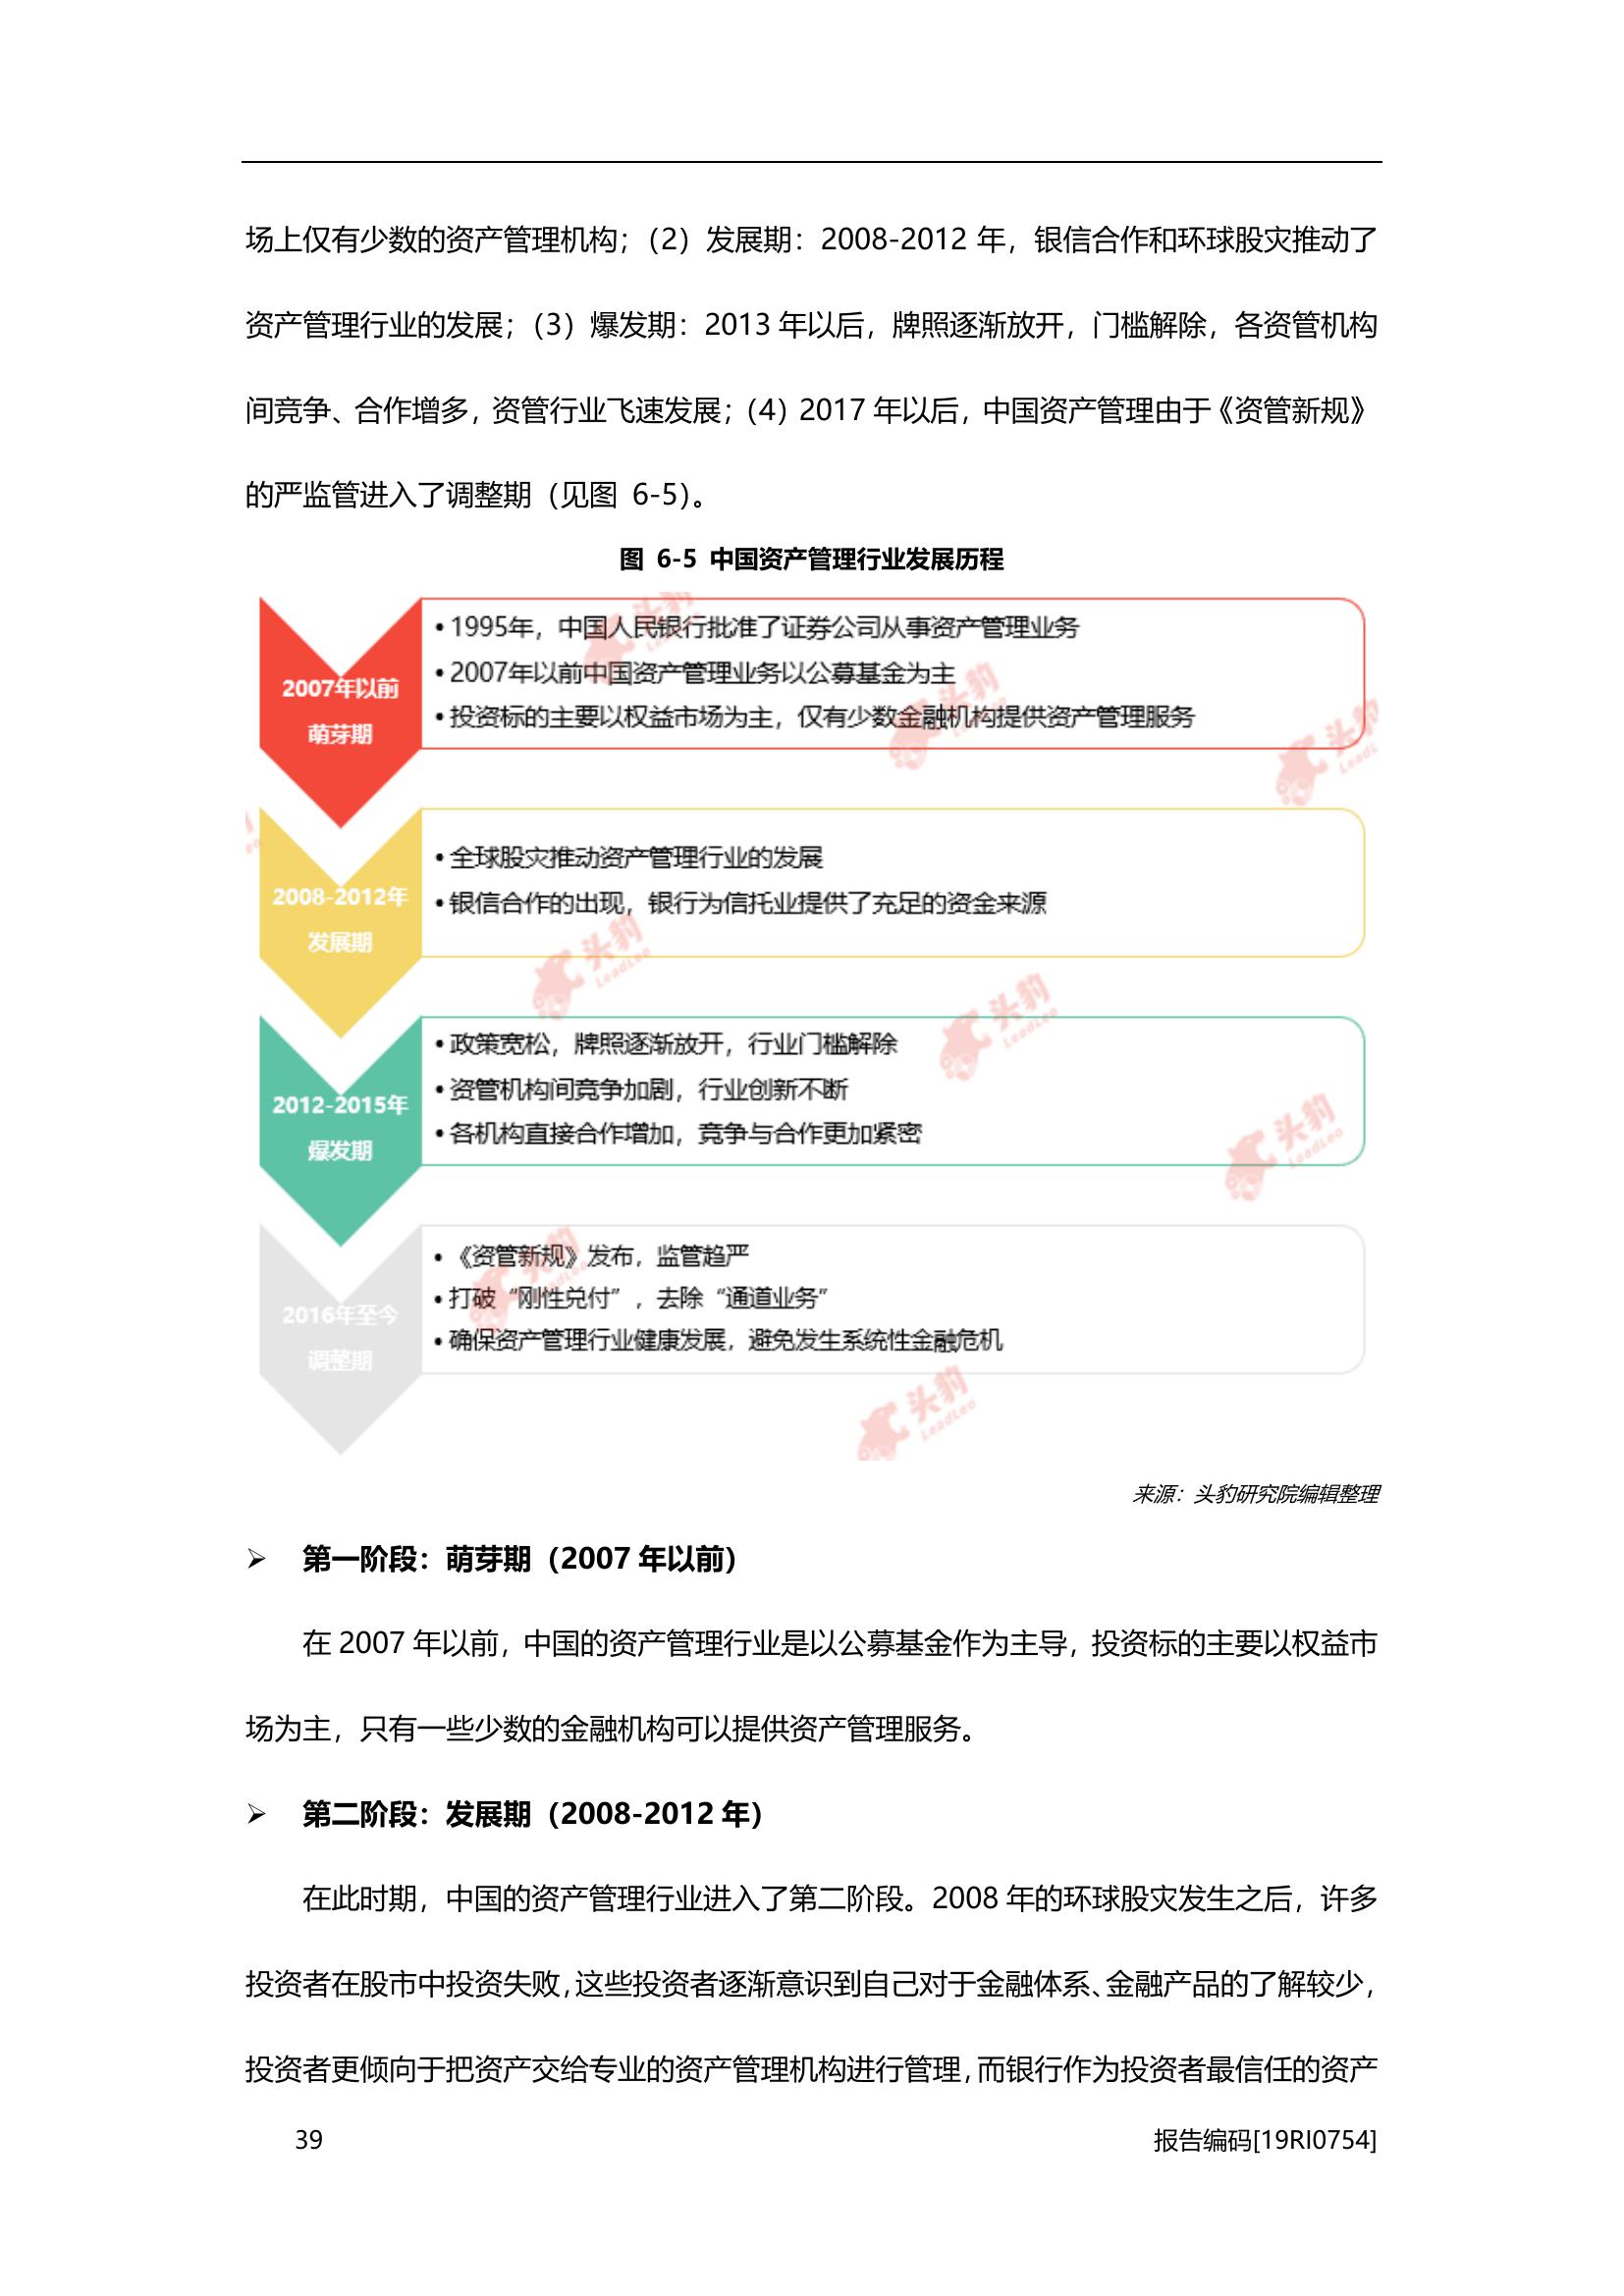 场上仅有少数的资产管理机构；（2）发展期：2008-2012 年，银信合作和环球股灾推动了
资产管理行业的发展；（3）爆发期：2013 年以后，牌照逐渐放开，门槛解除，各资管机构
间竞争、合作增多，资管行业飞速发展；（4）2017 年以后，中国资产管理由于《资管新规》
的严监管进入了调整期（见图 6-5）。
图 6-5 中国资产管理行业发展历程
2007年以前
萌芽期
• 1995年，中国人民银行批准了证券公司从事资产管理业务
• 2007年以前中国资产管理业务以公募基金为主
• 投资标的主要以权益市场为主，仅有少数金融机构提供资产管理服务
2008-2012年
发展期
• 全球股灾推动资产管理行业的发展
• 银信合作的出现，银行为信托业提供了充足的资金来源
2012-2015年
爆发期
• 政策宽松，牌照逐渐放开，行业门槛解除
• 资管机构间竞争加剧，行业创新不断
• 各机构直接合作增加，竞争与合作更加紧密
2016年至今
调整期
• 《资管新规》发布，监管趋严
• 打破“刚性兑付”，去除“通道业务”
• 确保资产管理行业健康发展，避免发生系统性金融危机
头豹
LeadLeo
头豹
LeadLeo
头豹
LeadL
头豹
LeadLeo
头豹
LeadLeo
头豹
LeadLeo
头豹
LeadLeo
头豹
LeadLeo
来源：头豹研究院编辑整理
➢ 第一阶段：萌芽期（2007 年以前）
在 2007 年以前，中国的资产管理行业是以公募基金作为主导，投资标的主要以权益市
场为主，只有一些少数的金融机构可以提供资产管理服务。
➢ 第二阶段：发展期（2008-2012 年）
在此时期，中国的资产管理行业进入了第二阶段。2008 年的环球股灾发生之后，许多
投资者在股市中投资失败，这些投资者逐渐意识到自己对于金融体系、金融产品的了解较少，
投资者更倾向于把资产交给专业的资产管理机构进行管理，而银行作为投资者最信任的资产
39
报告编码[19RI0754]